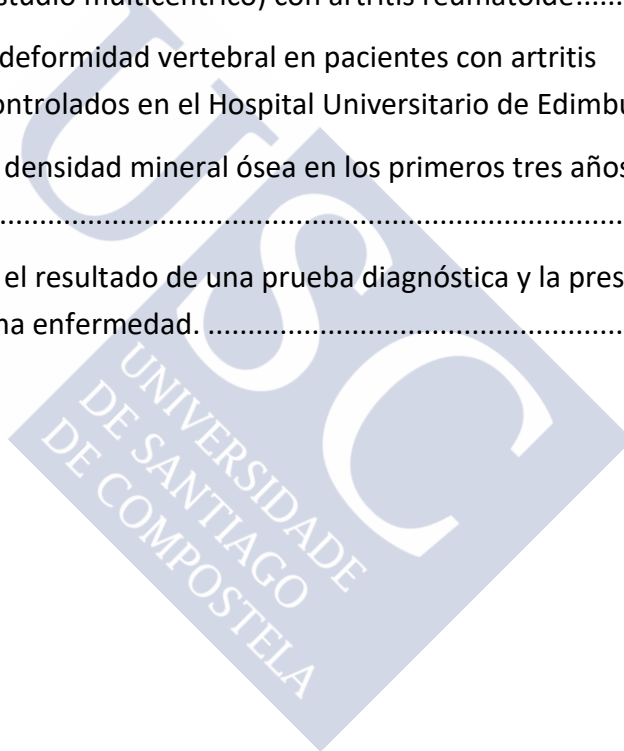 studio multicéntrico) con artritis reumatoide......
deformidad vertebral en pacientes con artritis
ontrolados en el Hospital Universitario de Edimbu
densidad mineral ósea en los primeros tres años
................................................................................
el resultado de una prueba diagnóstica y la pres
na enfermedad. ......................................................
USC
UNIVERSIDADE
DE SANTIAGO
DE COMPOSTELA